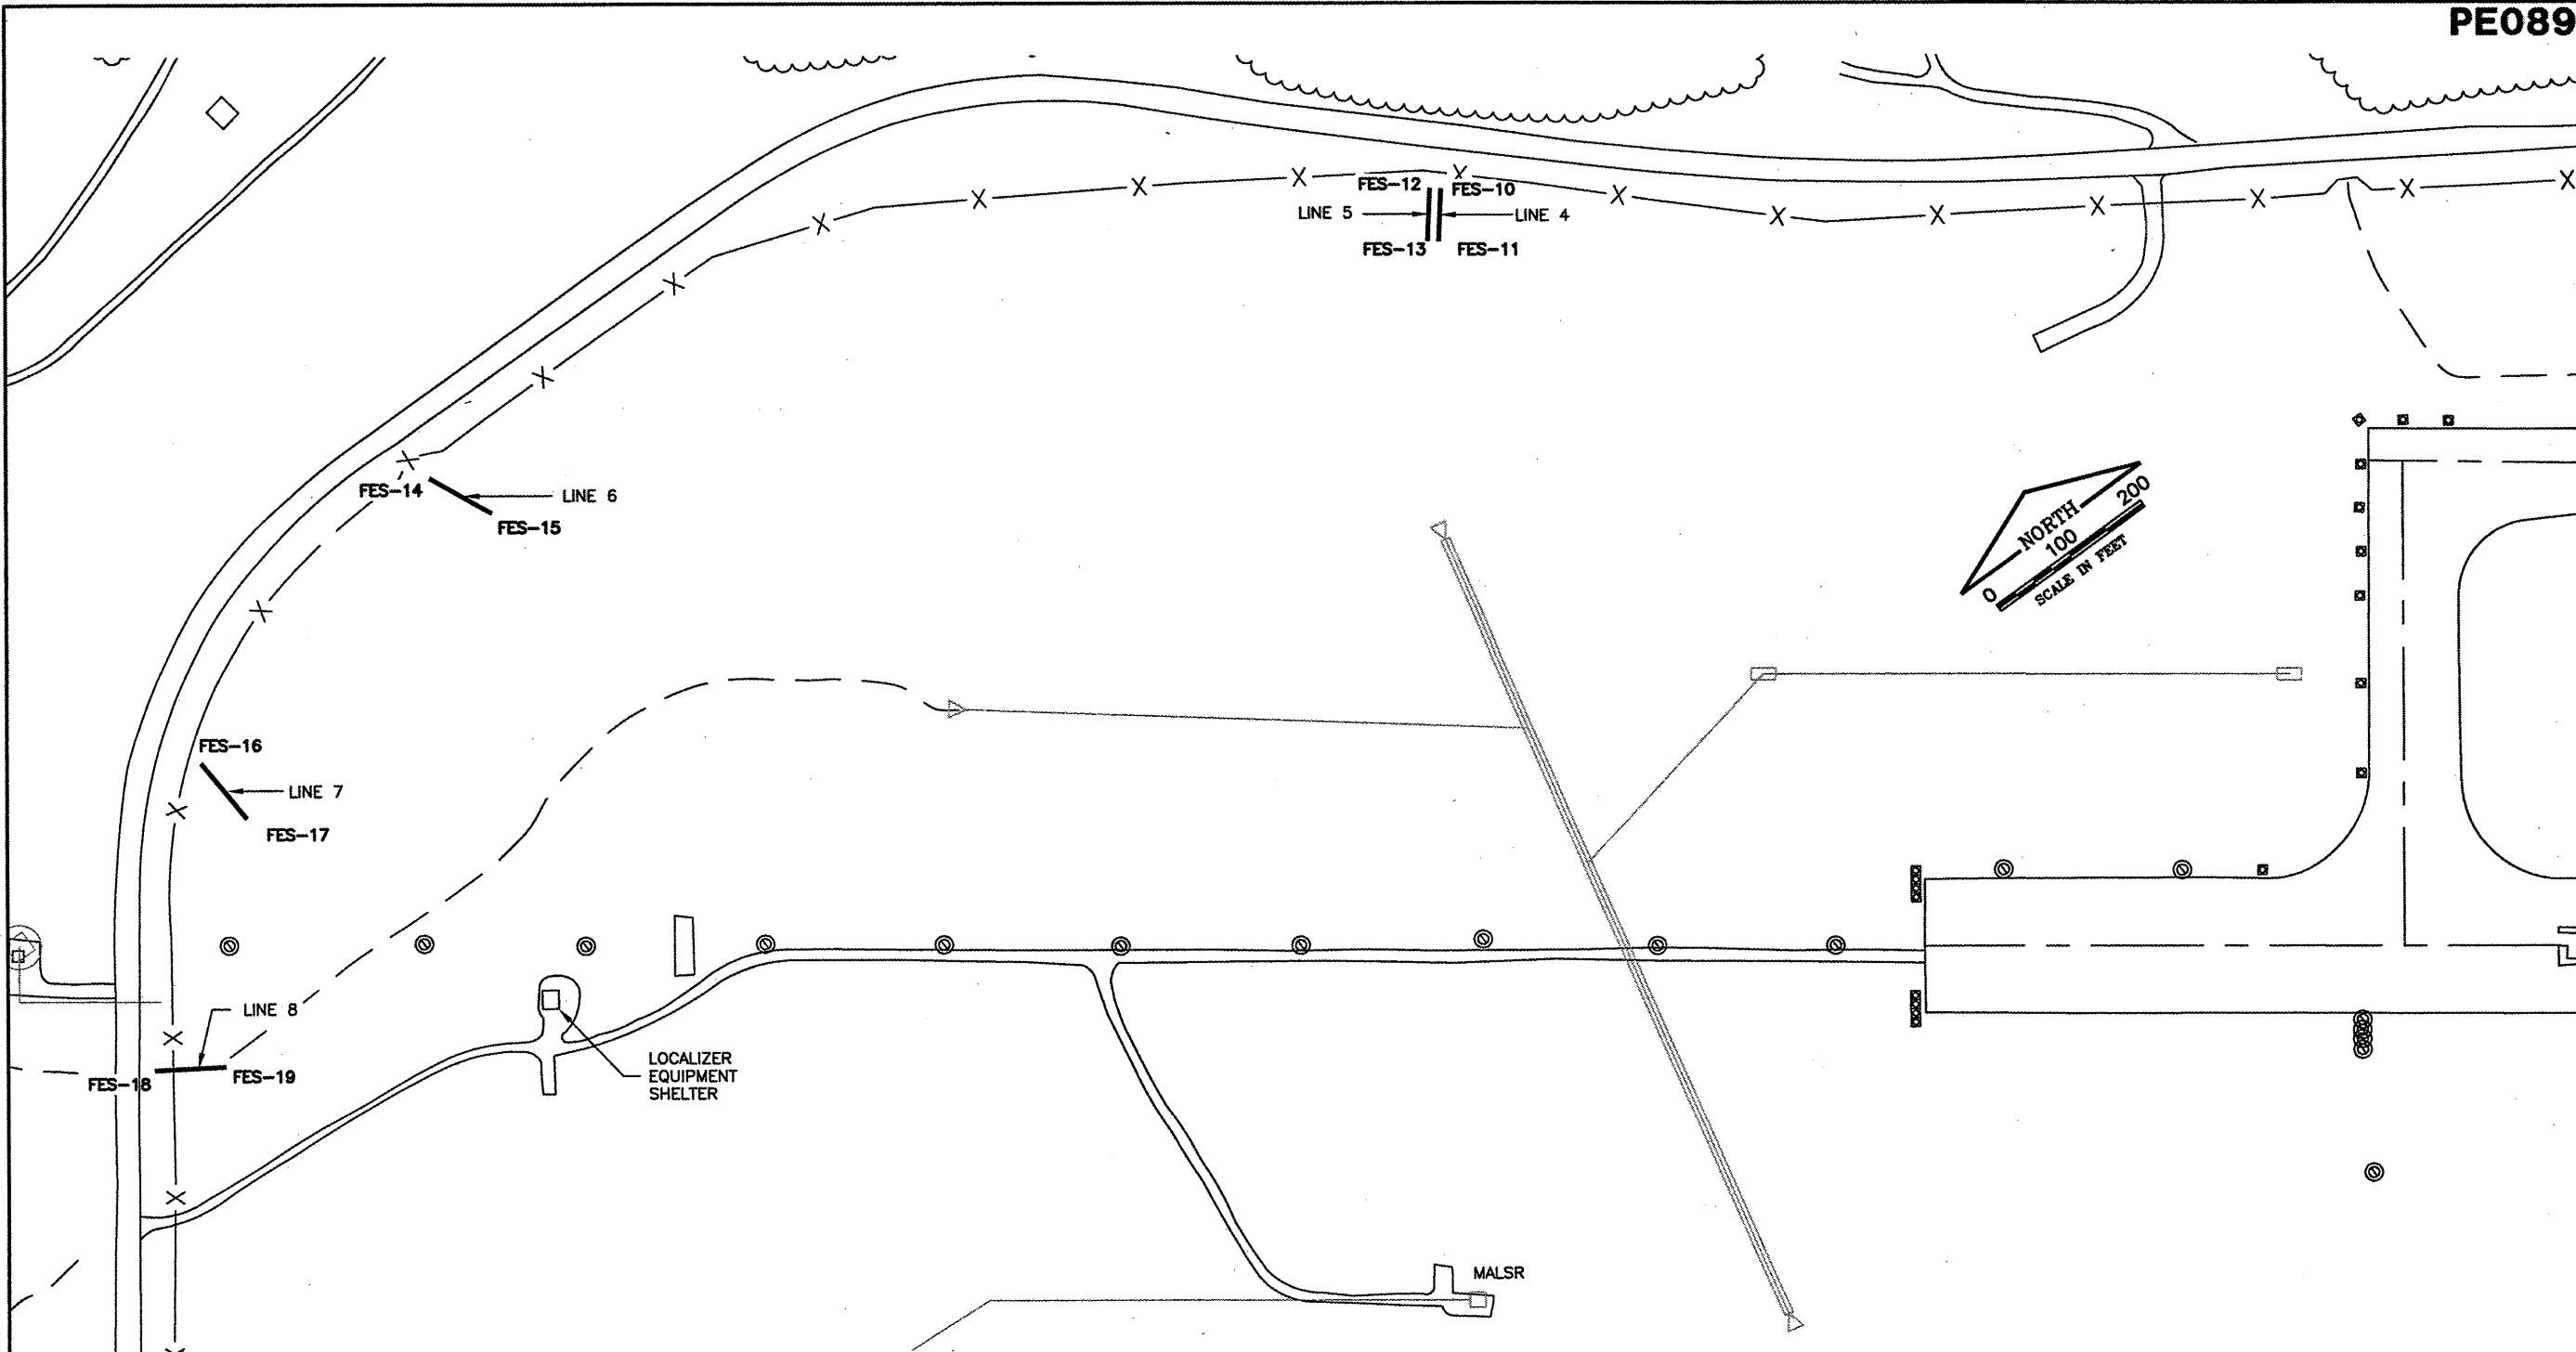 PE089
FES-12
FES-10
LINE 5
LINE 4
FES-13
FES-11
FES-14
LINE 6
FES-15
NORTH
0 100 200
SCALE IN FEET
FES-16
LINE 7
FES-17
LINE 8
FES-18
FES-19
LOCALIZER
EQUIPMENT
SHELTER
MALSR